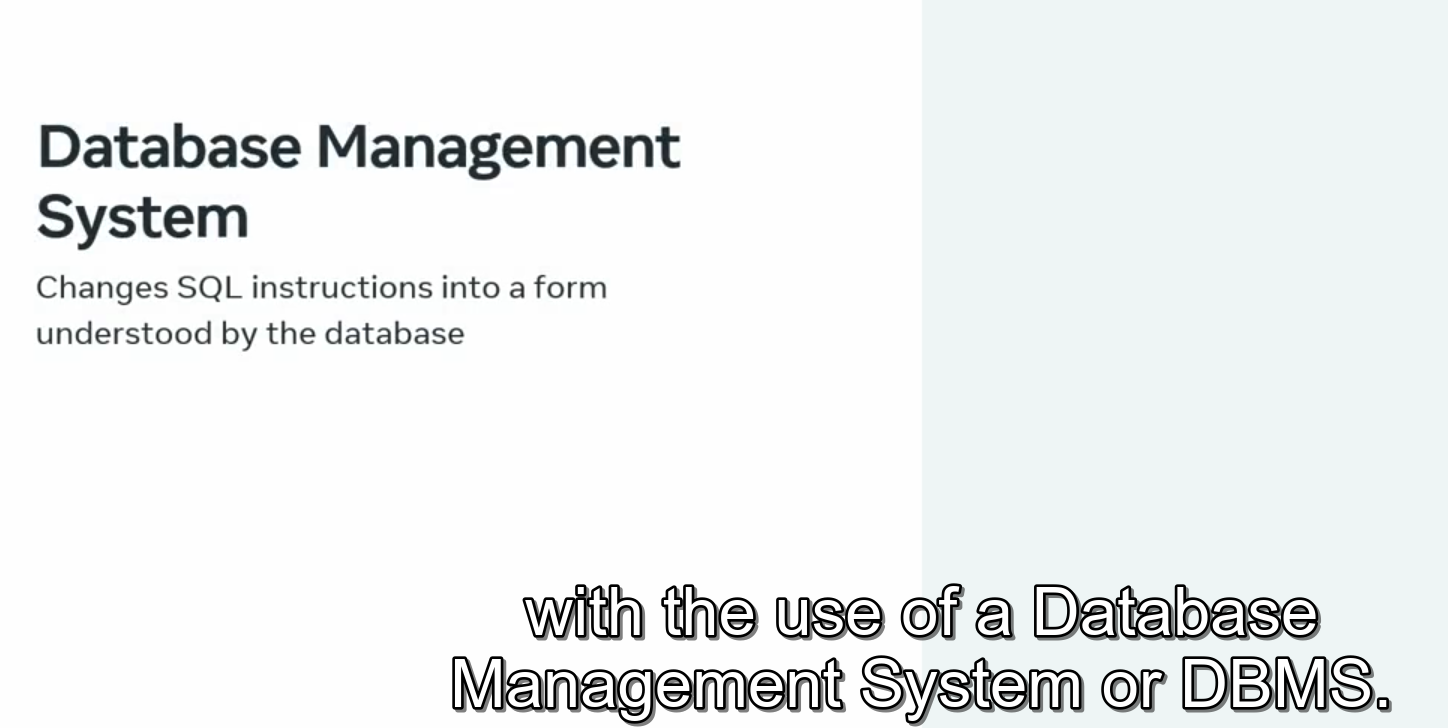 Database Management
System
Changes SQL instructions into a form
understood by the database
with the use of a Database
Management System or DBMS.